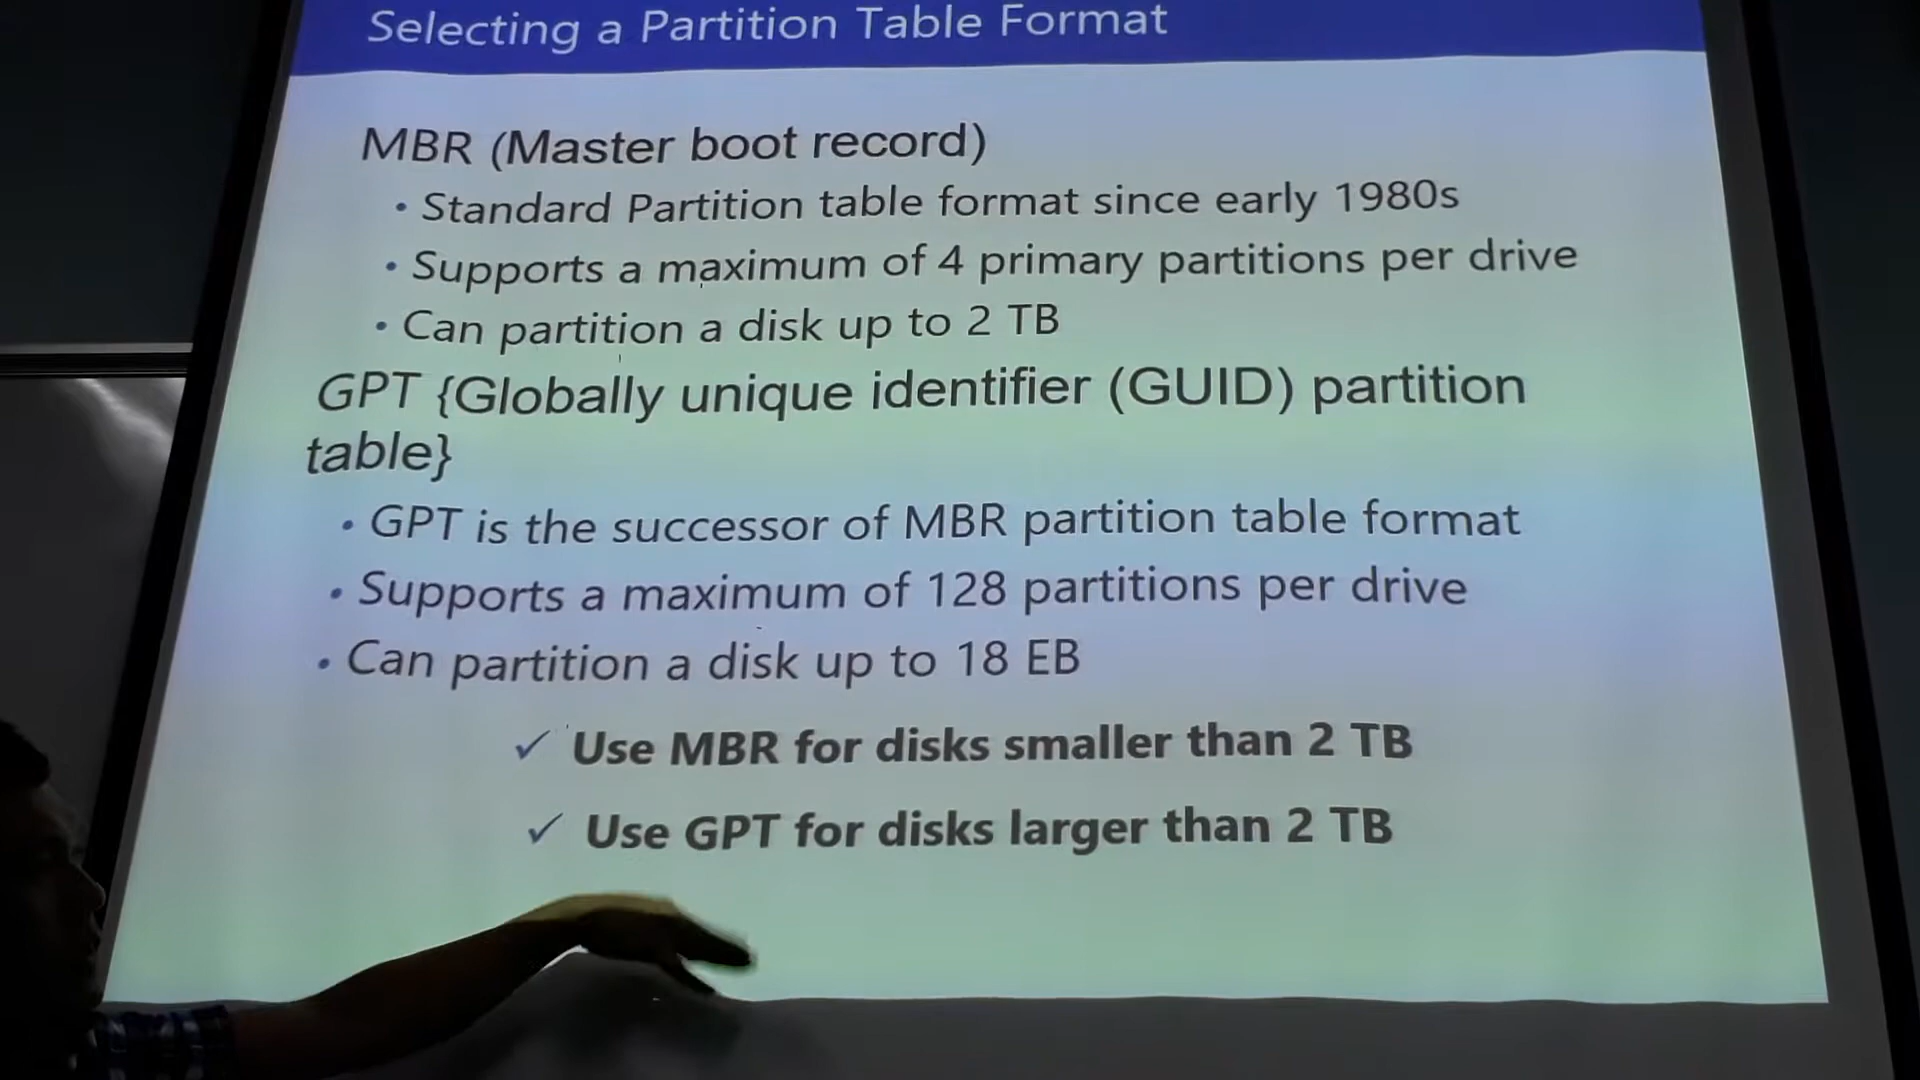 Selecting a Partition Table Format
MBR (Master boot record)
• Standard Partition table format since early 1980s
• Supports a maximum of 4 primary partitions per drive
• Can partition a disk up to 2 TB
GPT {Globally unique identifier (GUID) partition
table}
• GPT is the successor of MBR partition table format
• Supports a maximum of 128 partitions per drive
• Can partition a disk up to 18 EB
✓ Use MBR for disks smaller than 2 TB
✓ Use GPT for disks larger than 2 TB